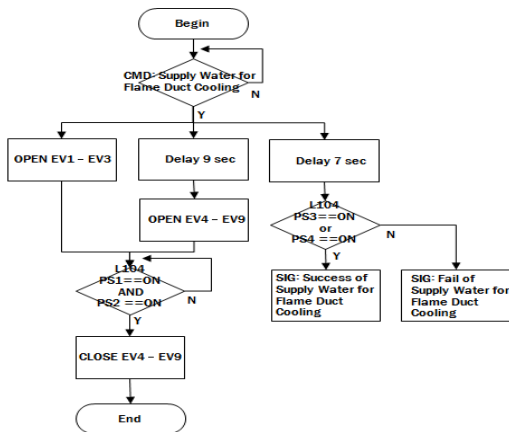 Begin
CMD: Supply Water for
Flame Duct Cooling
N
Y
OPEN EV1 – EV3
Delay 9 sec
Delay 7 sec
OPEN EV4 – EV9
L104
PS3==ON
or
PS4 ==ON
N
Y
L104
PS1==ON
AND
PS2 ==ON
N
Y
SIG: Success of
Supply Water for
Flame Duct
Cooling
SIG: Fail of
Supply Water for
Flame Duct
Cooling
CLOSE EV4 – EV9
End